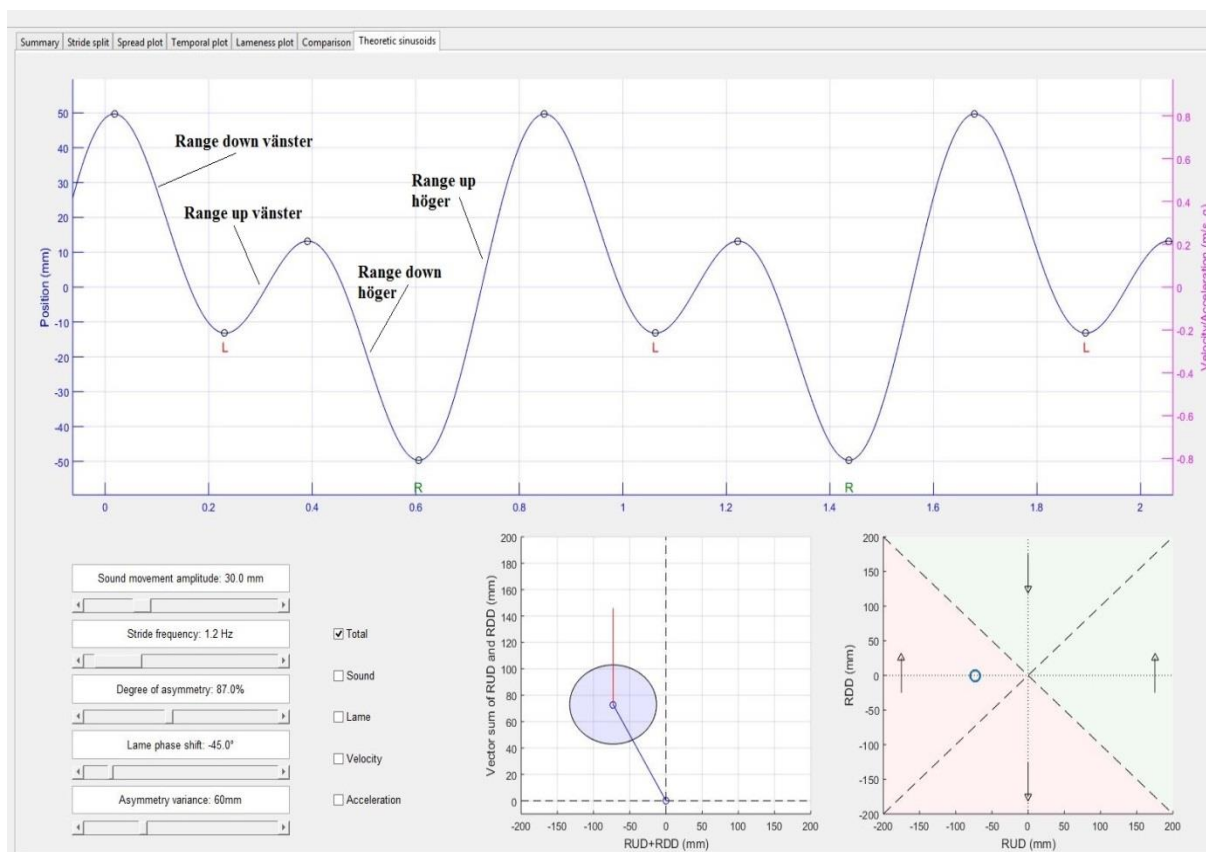 Summary Stride split Spread plot Temporal plot Lameness plot Comparison Theoretic sinusoids
Position (mm)
50
40
30
20
10
0
-10
-20
-30
-40
-50
Range down vänster
Range up vänster
Range up
höger
Range down
höger
L
R
L
R
L
0.8
0.6
0.4
0.2
0
-0.2
-0.4
-0.6
-0.8
Velocity/Acceleration
0 0.2 0.4 0.6 0.8 1 1.2 1.4 1.6 1.8 2
Sound movement amplitude: 30.0 mm
Stride frequency: 1.2 Hz
Degree of asymmetry: 87.0%
Lame phase shift: -45.0°
Asymmetry variance: 60mm
Total
Sound
Lame
Velocity
Acceleration
Vector sum of RUD and RDD (mm)
200
180
160
140
120
100
80
60
40
20
0
-200 -150 -100 -50 0 50 100 150 200
RUD+RDD (mm)
RDD (mm)
200
150
100
50
0
-50
-100
-150
-200
-200 -150 -100 -50 0 50 100 150 200
RUD (mm)